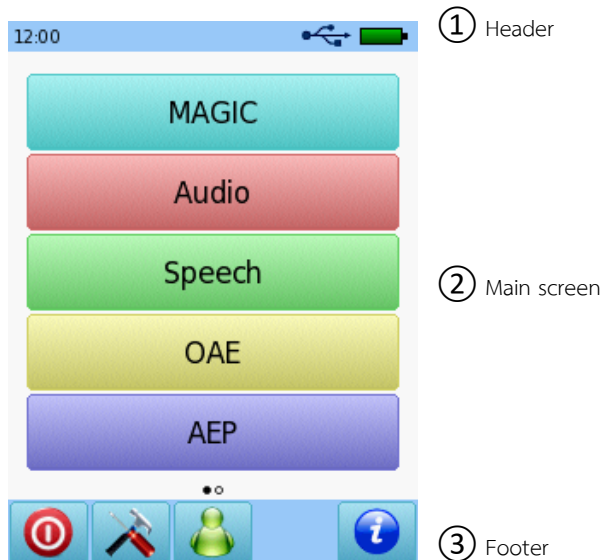 12:00
① Header
MAGIC
Audio
Speech
② Main screen
OAE
AEP
③ Footer